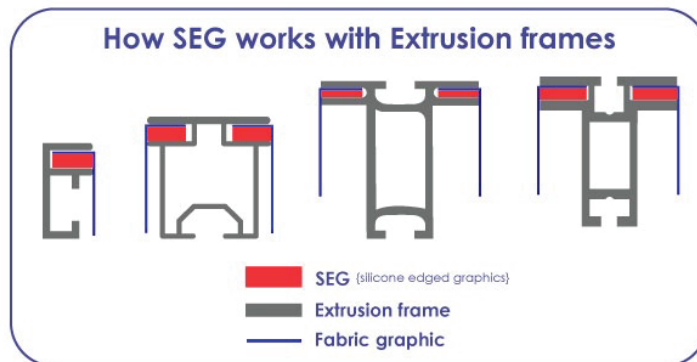 How SEG works with Extrusion frames
SEG {silicone edged graphics}
Extrusion frame
Fabric graphic